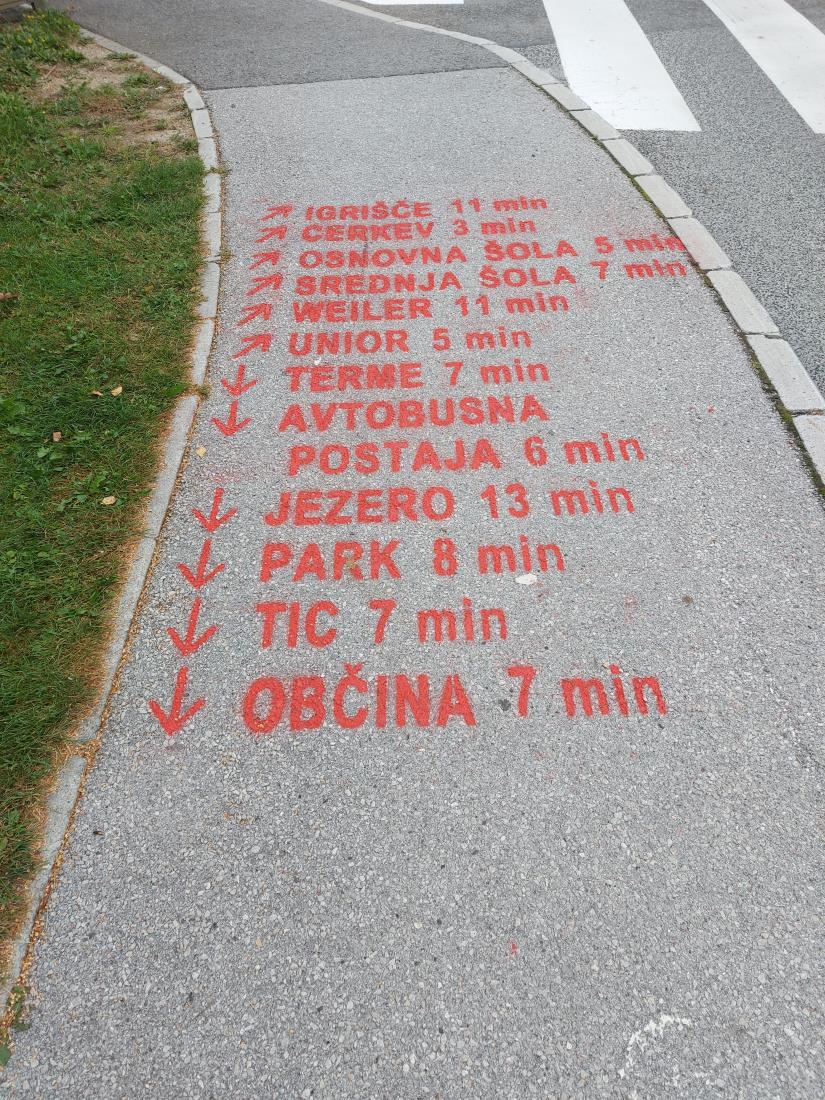 ↗ IGRIŠČE 11 min
↗ CERKEV 3 min
↗ OSNOVNA ŠOLA 5 min
↗ SREDNJA ŠOLA 7 min
↗ WEILER 11 min
↗ UNIOR 5 min
↓ TERME 7 min
↓ AVTOBUSNA
POSTAJA 6 min
↓ JEZERO 13 min
↓ PARK 8 min
↓ TIC 7 min
↓ OBČINA 7 min